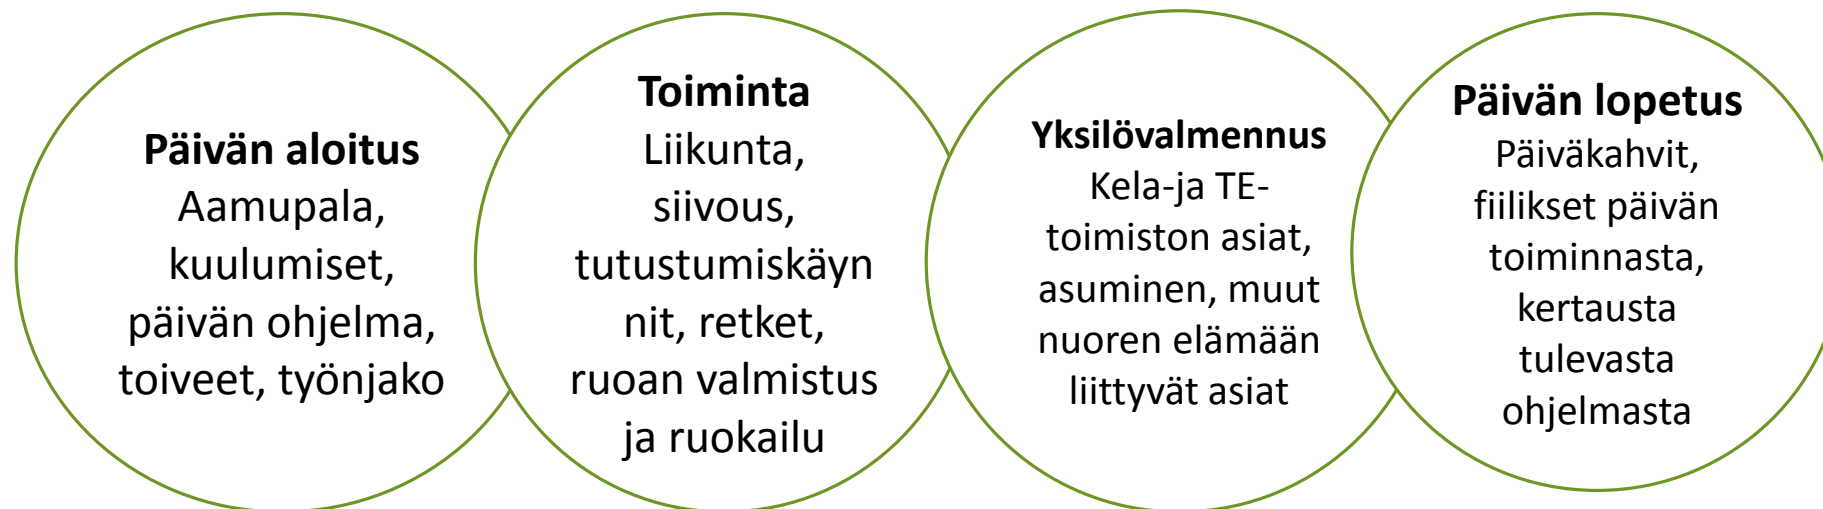 Päivän aloitus
Aamupala,
kuulumiset,
päivän ohjelma,
toiveet, työnjako
Toiminta
Liikunta,
siivous,
tutustumiskäyn
nit, retket,
ruoan valmistus
ja ruokailu
Yksilövalmennus
Kela-ja TE-
toimiston asiat,
asuminen, muut
nuoren elämään
liittyvät asiat
Päivän lopetus
Päiväkahvit,
fiilikset päivän
toiminnasta,
kertausta
tulevasta
ohjelmasta